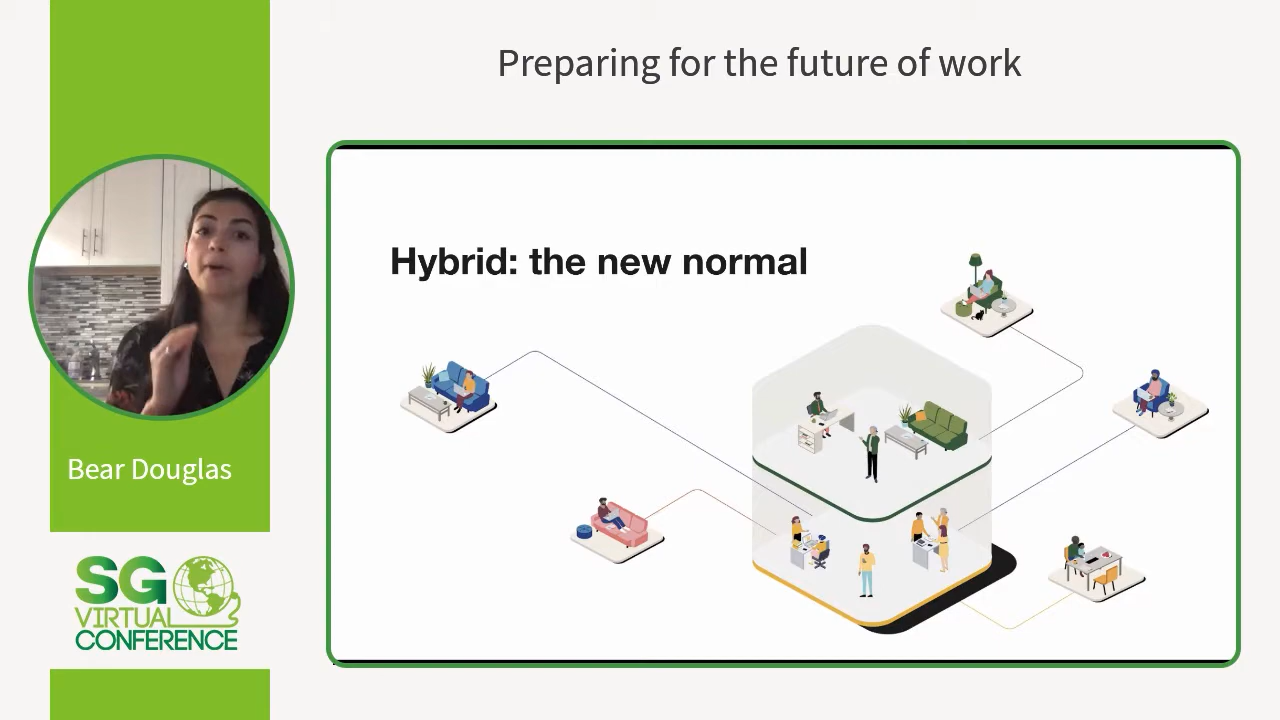 Preparing for the future of work
Hybrid: the new normal
Bear Douglas
SG
VIRTUAL
CONFERENCE